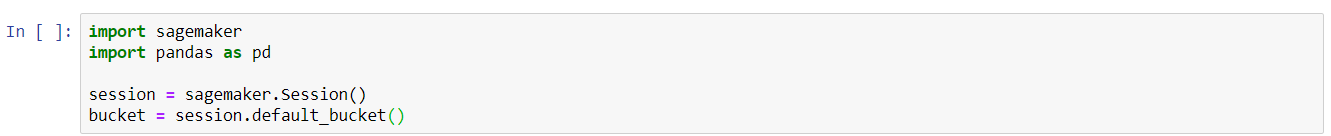 In [ ]: import sagemaker
import pandas as pd
session = sagemaker.Session()
bucket = session.default_bucket()